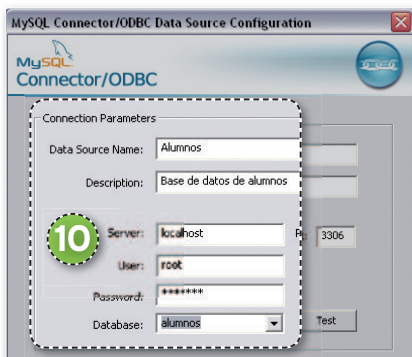 MySQL Connector/ODBC Data Source Configuration
MySQL
Connector/ODBC
Connection Parameters
Data Source Name: Alumnos
Description: Base de datos de alumnos
10
Server: localhost 3306
User: root
Password: *******
Database: alumnos Test